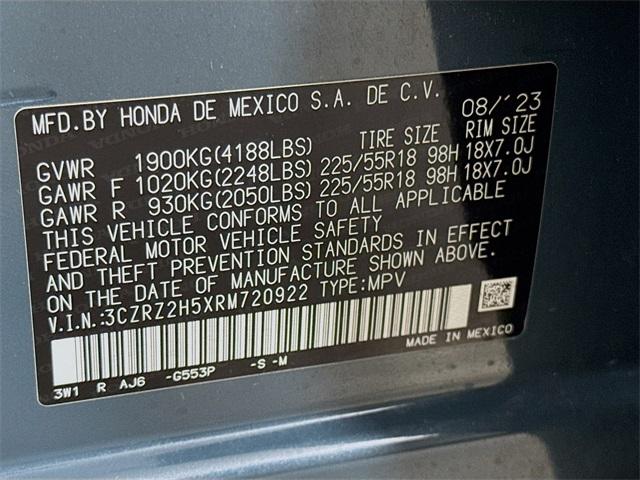 MFD.BY HONDA DE MEXICO S.A. DE C.V. 08/'23
TIRE SIZE RIM SIZE
GVWR 1900KG(4188LBS)
GAWR F 1020KG(2248LBS) 225/55R18 98H 18X7.0J
GAWR R 930KG(2050LBS) 225/55R18 98H 18X7.0J
THIS VEHICLE CONFORMS TO ALL APPLICABLE
FEDERAL MOTOR VEHICLE SAFETY
AND THEFT PREVENTION STANDARDS IN EFFECT
ON THE DATE OF MANUFACTURE SHOWN ABOVE.
V.I.N.:3CZRZ2H5XRM720922 TYPE:MPV
MADE IN MEXICO
3W1 R AJ6 -G553P -S -M